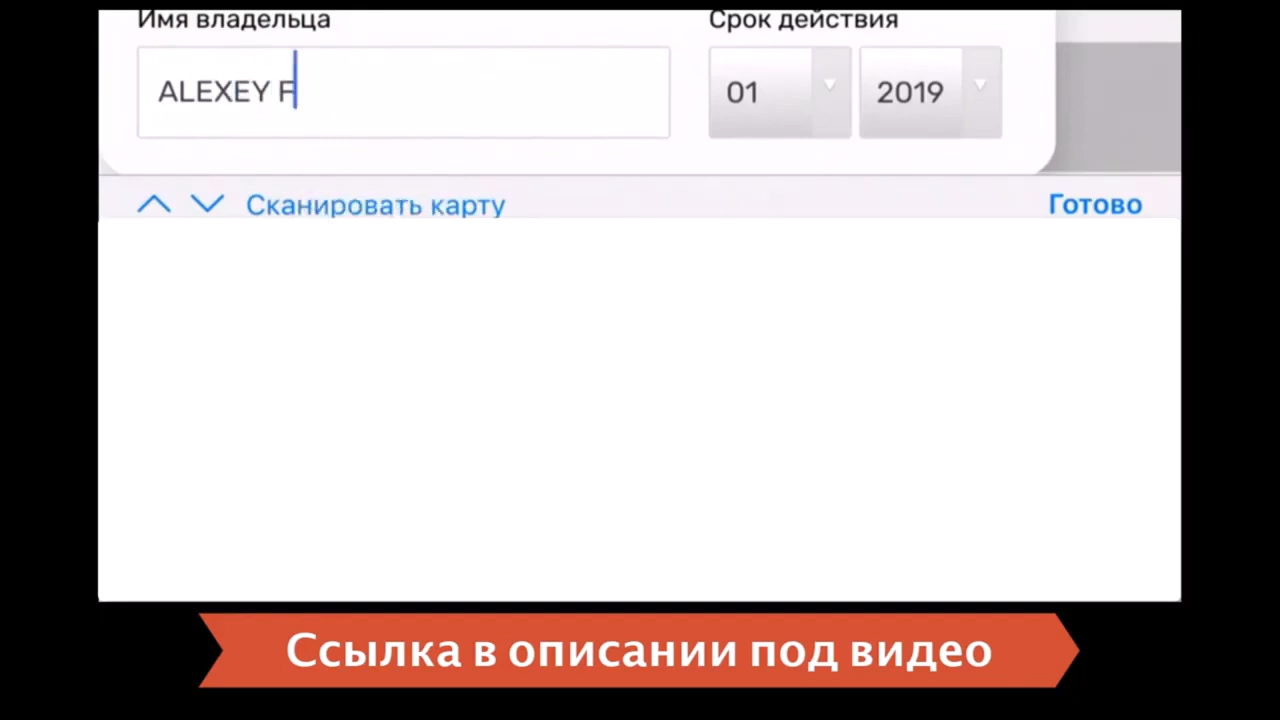 Имя владельца
Срок действия
ALEXEY F
01
2019
Сканировать карту
Готово
Ссылка в описании под видео